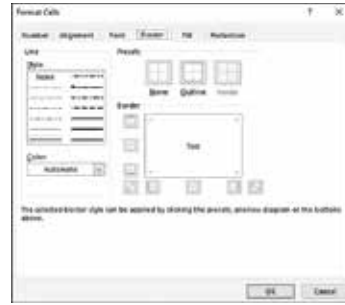 Format Cells ? X
Number Alignment Font Border Fill Protection
Line
Style
None
Color
Automatic
Presets
None Outline Inside
Border
Text
The selected border style can be applied by clicking the presets, preview diagram or the buttons
above.
OK Cancel